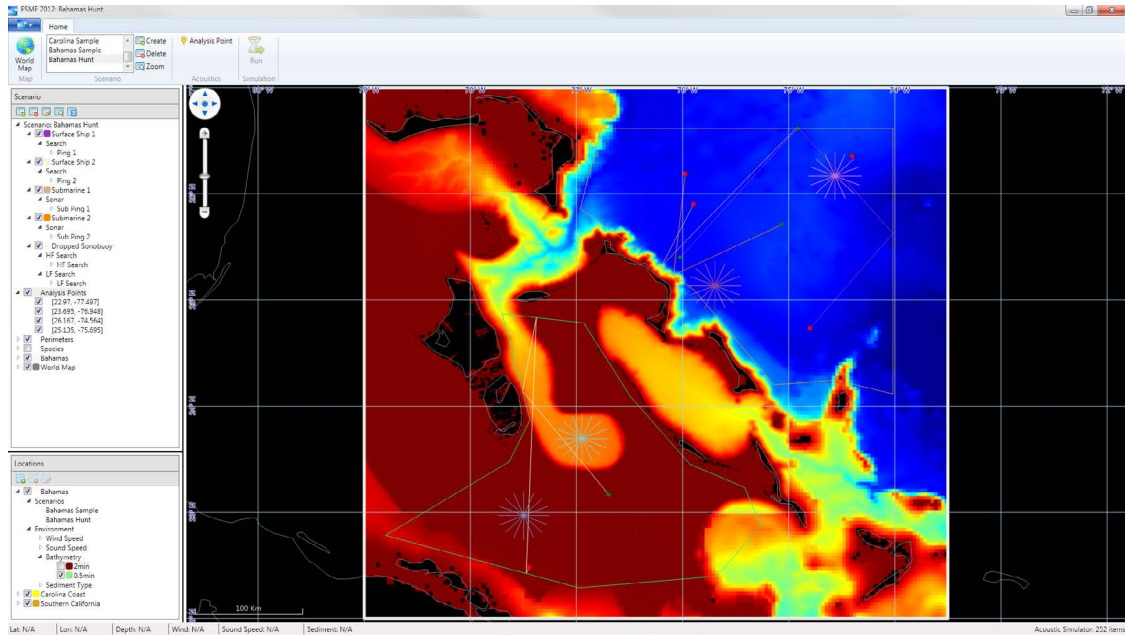 ESME 2012: Bahamas Hunt
Home
World Map
Map
Carolina Sample
Bahamas Sample
Bahamas Hunt
Create
Delete
Zoom
Scenario
Analysis Point
Acoustics
Run
Simulation
Scenario
Scenario: Bahamas Hunt
Surface Ship 1
Search
Ping 1
Surface Ship 2
Search
Ping 2
Submarine 1
Sonar
Sub Ping 1
Submarine 2
Sonar
Sub Ping 2
Dropped Sonobuoy
HF Search
HF Search
LF Search
LF Search
Analysis Points
[22.97, -77.497]
[23.695, -76.948]
[26.167, -74.564]
[25.135, -75.695]
Perimeters
Species
Bahamas
World Map
Locations
Bahamas
Scenarios
Bahamas Sample
Bahamas Hunt
Environment
Wind Speed
Sound Speed
Bathymetry
2min
0.5min
Sediment Type
Carolina Coast
Southern California
100 Km
Lat: N/A
Lon: N/A
Depth: N/A
Wind: N/A
Sound Speed: N/A
Sediment: N/A
Acoustic Simulator: 252 items